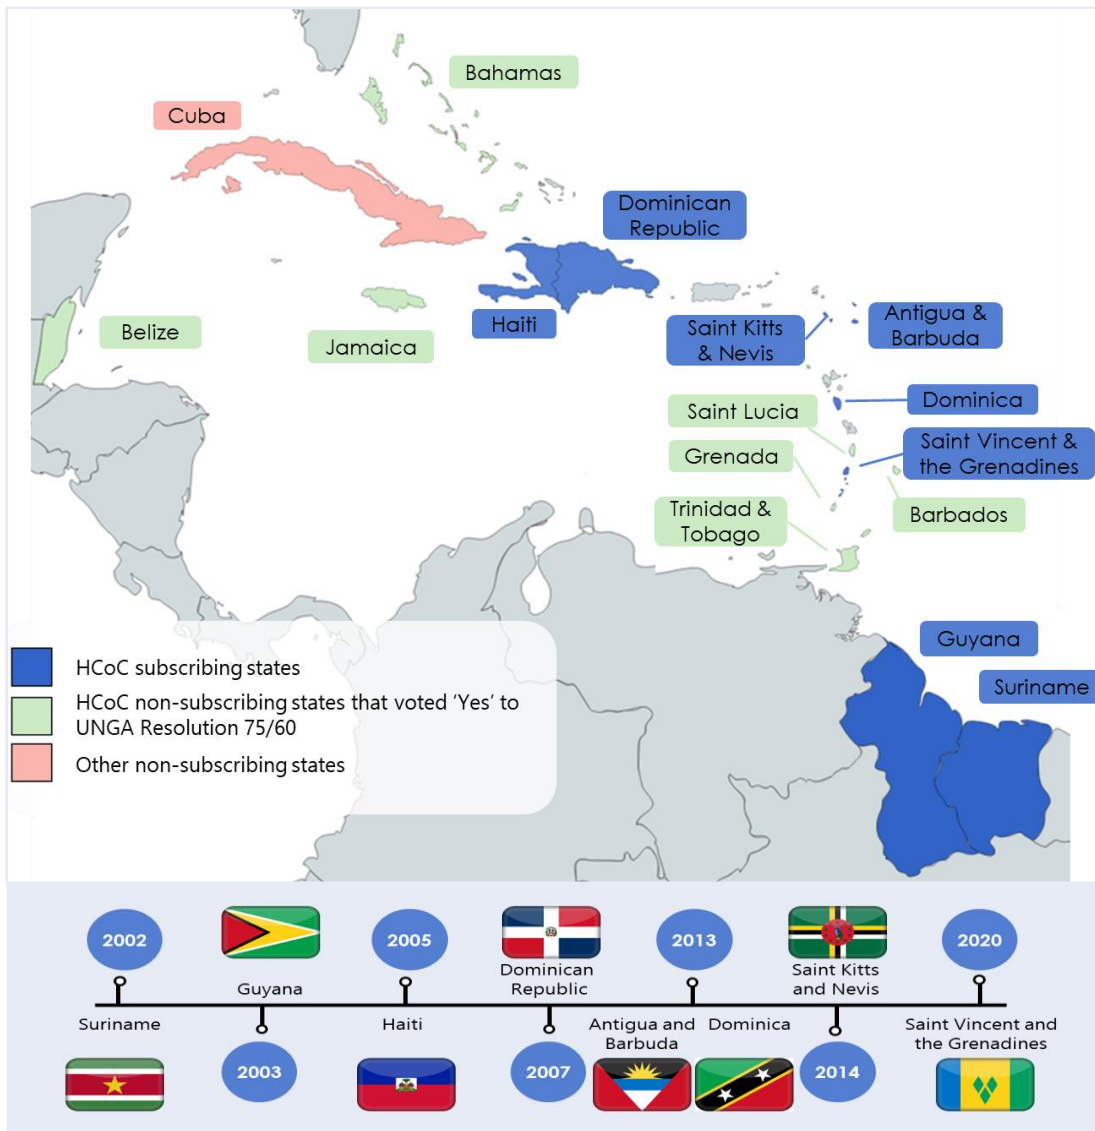 Bahamas
Cuba
Dominican
Republic
Haiti
Belize
Jamaica
Saint Kitts
& Nevis
Antigua &
Barbuda
Dominica
Saint Lucia
Saint Vincent &
the Grenadines
Grenada
Trinidad &
Tobago
Barbados
Guyana
Suriname
HCoC subscribing states
HCoC non-subscribing states that voted ‘Yes’ to
UNGA Resolution 75/60
Other non-subscribing states
2002
Suriname
Guyana
2003
2005
Haiti
Dominican
Republic
2007
2013
Antigua and
Barbuda
Dominica
Saint Kitts
and Nevis
2014
2020
Saint Vincent and
the Grenadines